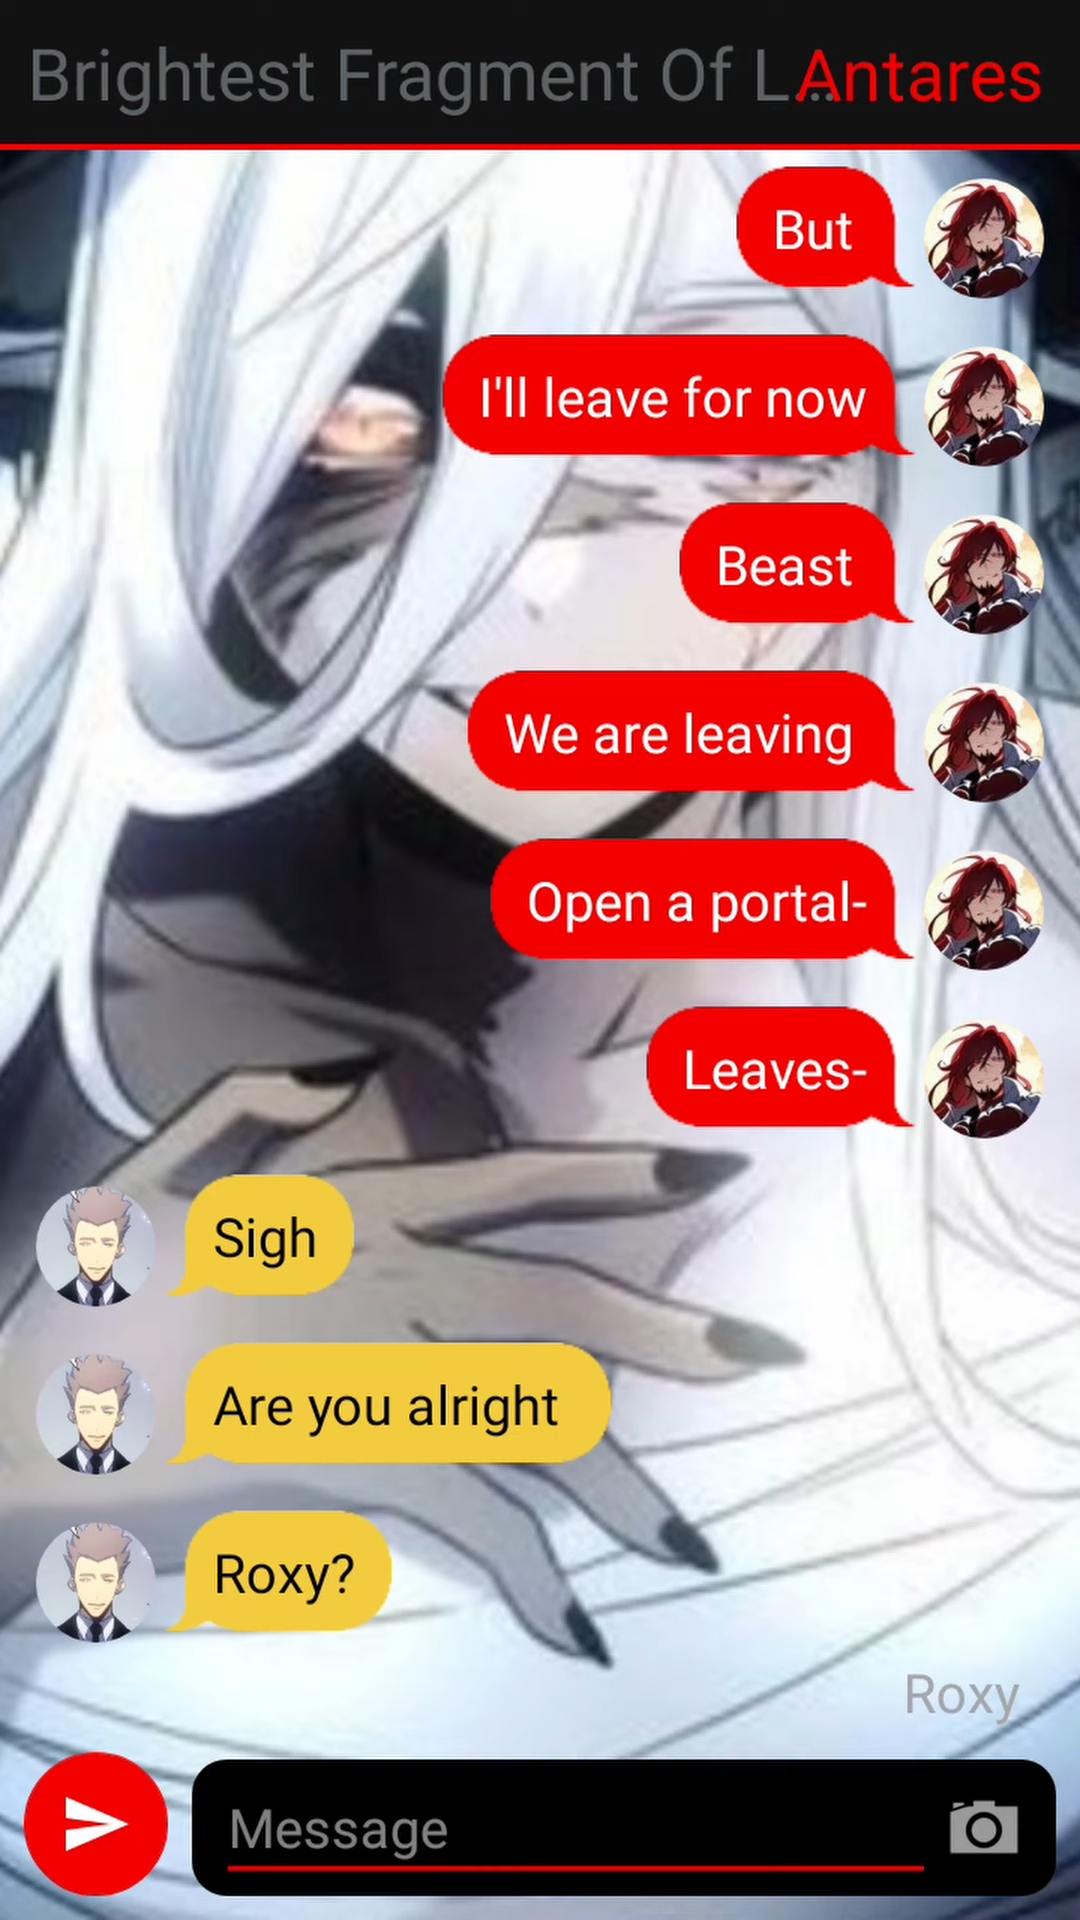 Brightest Fragment Of L... Antares
But
I'll leave for now
Beast
We are leaving
Open a portal-
Leaves-
Sigh
Are you alright
Roxy?
Roxy
Message